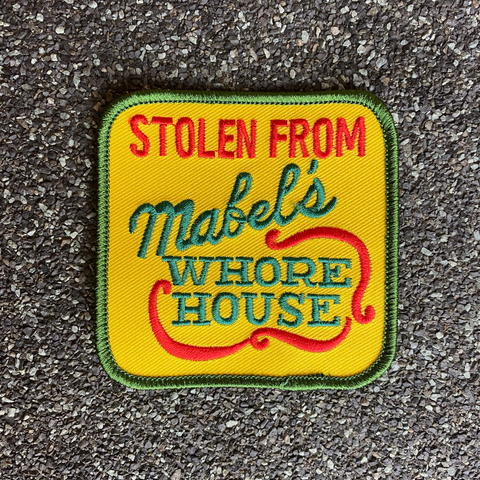 STOLEN FROM
Mabel's
WHORE
HOUSE